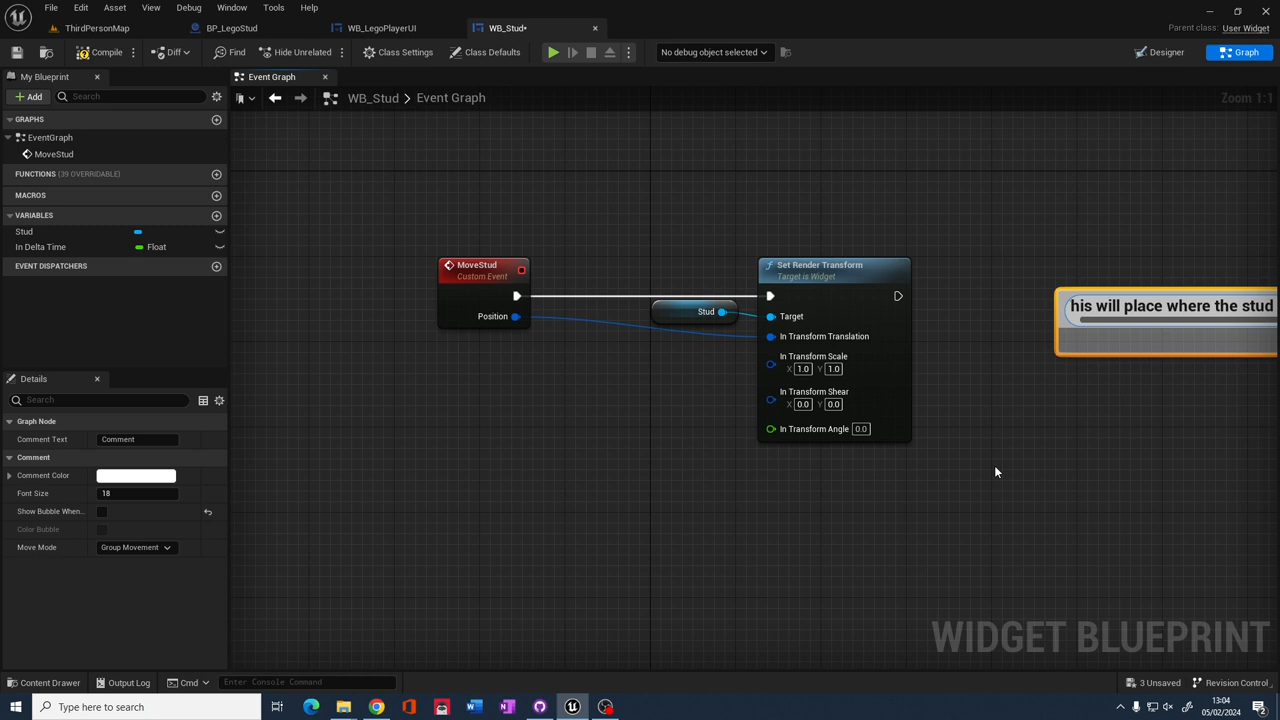 File Edit Asset View Debug Window Tools Help
ThirdPersonMap BP_LegoStud WB_LegoPlayerUI WB_Stud• Parent class: User Widget
Compile Diff Find Hide Unrelated Class Settings Class Defaults No debug object selected Designer Graph
My Blueprint Event Graph
Add Search WB_Stud > Event Graph Zoom 1:1
GRAPHS
EventGraph
MoveStud
FUNCTIONS (39 OVERRIDABLE)
MACROS
VARIABLES
Stud
In Delta Time Float
EVENT DISPATCHERS
MoveStud
Custom Event
Position
Stud
Set Render Transform
Target is Widget
Target
In Transform Translation
In Transform Scale
X 1.0 Y 1.0
In Transform Shear
X 0.0 Y 0.0
In Transform Angle 0.0
his will place where the stud
Details
Search
Graph Node
Comment Text Comment
Comment
Comment Color
Font Size 18
Show Bubble When...
Color Bubble
Move Mode Group Movement
WIDGET BLUEPRINT
Content Drawer Output Log Cmd Enter Console Command 3 Unsaved Revision Control
Type here to search
13:04
05/02/2024
2